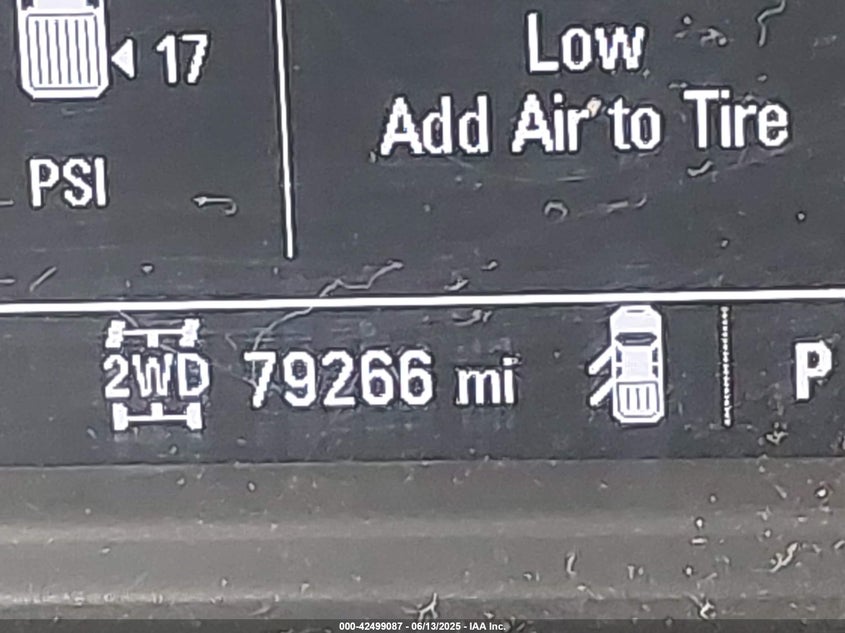 17
Low
Add Air to Tire
PSI
2WD 79266 mi P
000-42499087 - 06/13/2025 - IAA Inc.